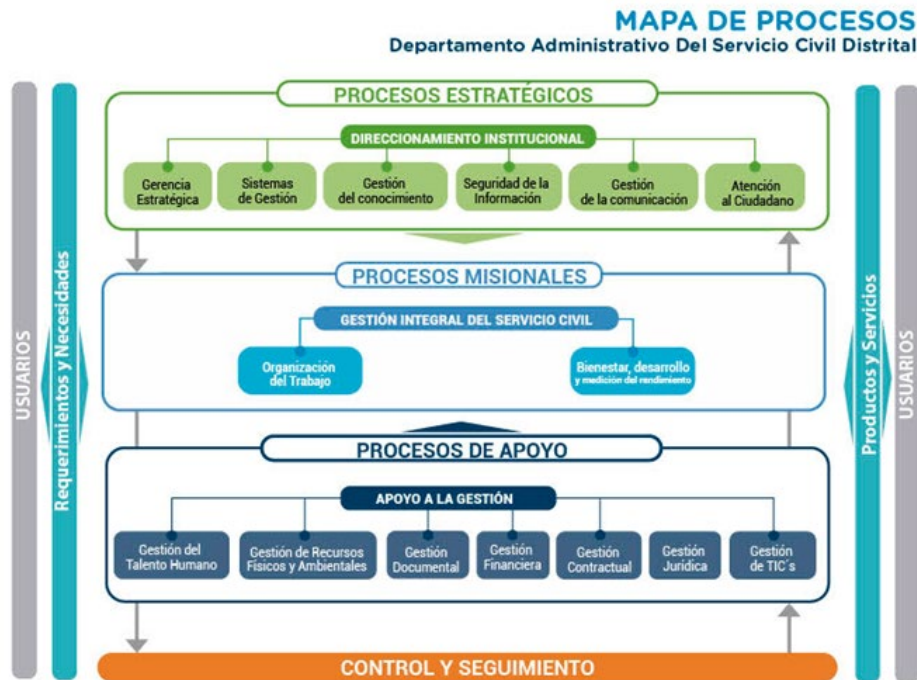 MAPA DE PROCESOS
Departamento Administrativo Del Servicio Civil Distrital
USUARIOS
Requerimientos y Necesidades
PROCESOS ESTRATÉGICOS
DIRECCIONAMIENTO INSTITUCIONAL
Gerencia
Estratégica
Sistemas
de Gestión
Gestión
del conocimiento
Seguridad de la
Información
Gestión
de la comunicación
Atención
al Ciudadano
PROCESOS MISIONALES
GESTIÓN INTEGRAL DEL SERVICIO CIVIL
Organización
del Trabajo
Bienestar, desarrollo
y medición del rendimiento
PROCESOS DE APOYO
APOYO A LA GESTIÓN
Gestión del
Talento Humano
Gestión de Recursos
Físicos y Ambientales
Gestión
Documental
Gestión
Financiera
Gestión
Contractual
Gestión
Jurídica
Gestión
de TIC´s
CONTROL Y SEGUIMIENTO
Productos y Servicios
USUARIOS